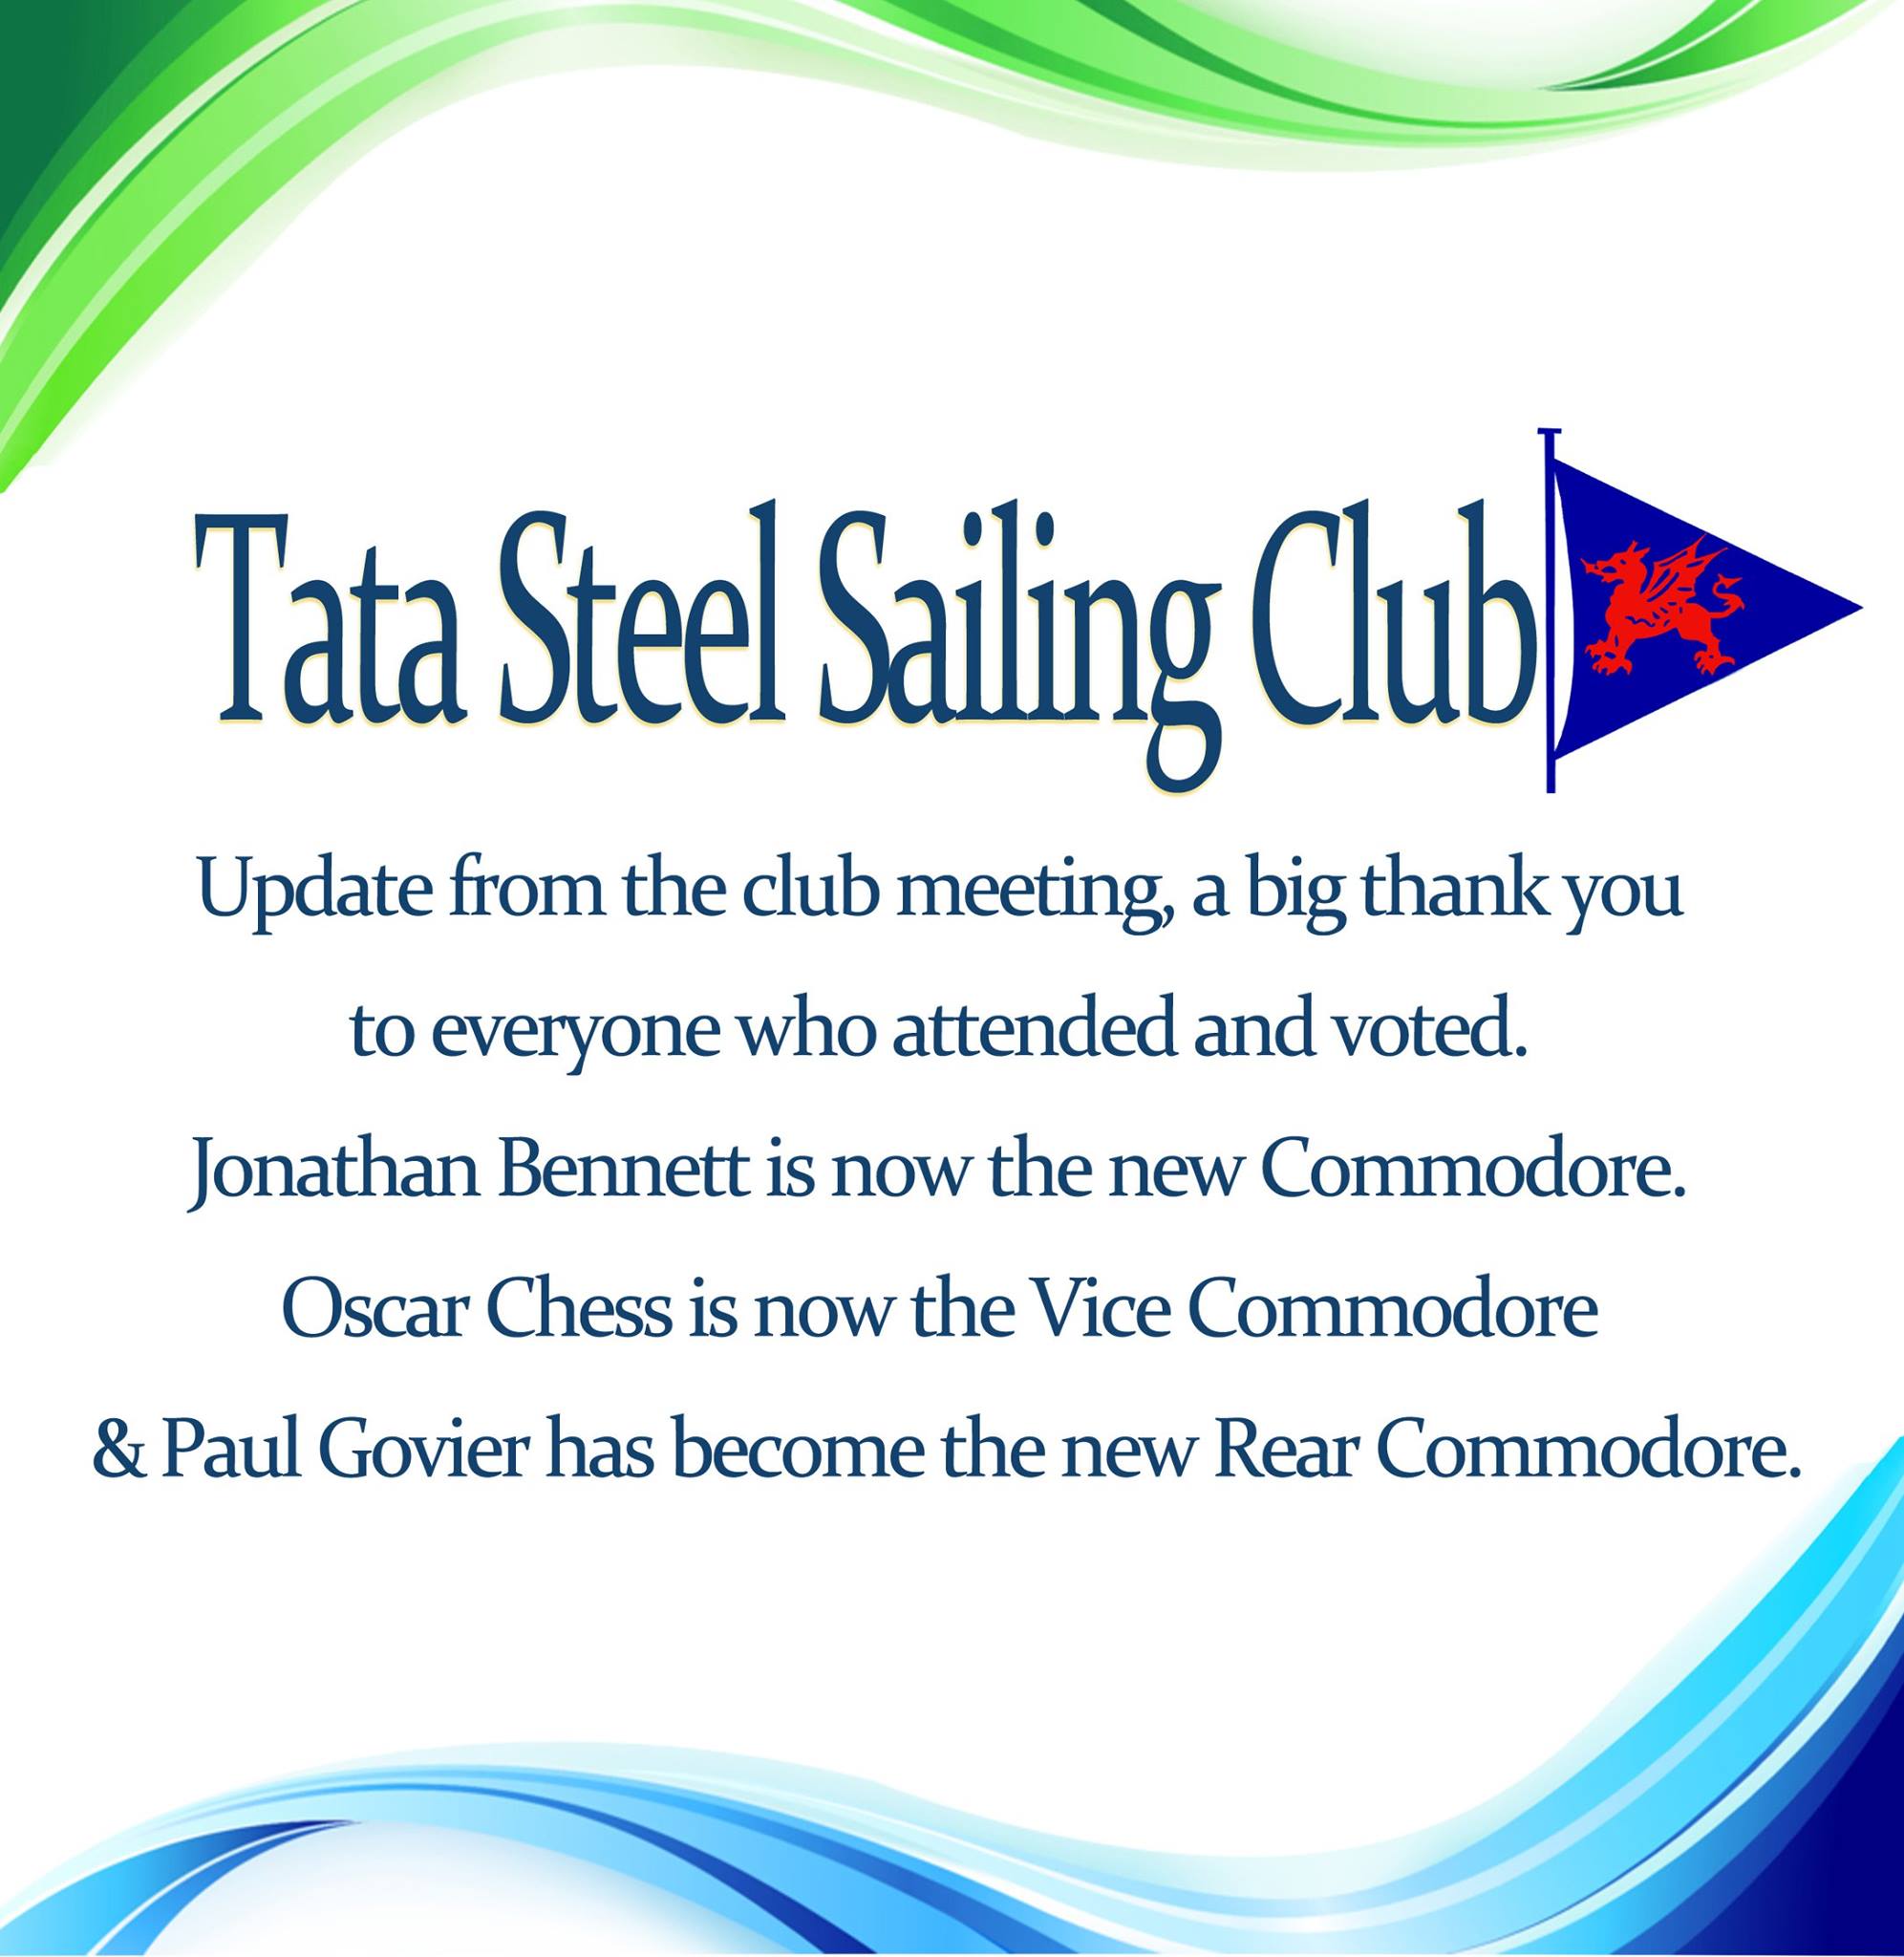 Tata Steel Sailing Club
Update from the club meeting, a big thank you
to everyone who attended and voted.
Jonathan Bennett is now the new Commodore.
Oscar Chess is now the Vice Commodore
& Paul Govier has become the new Rear Commodore.